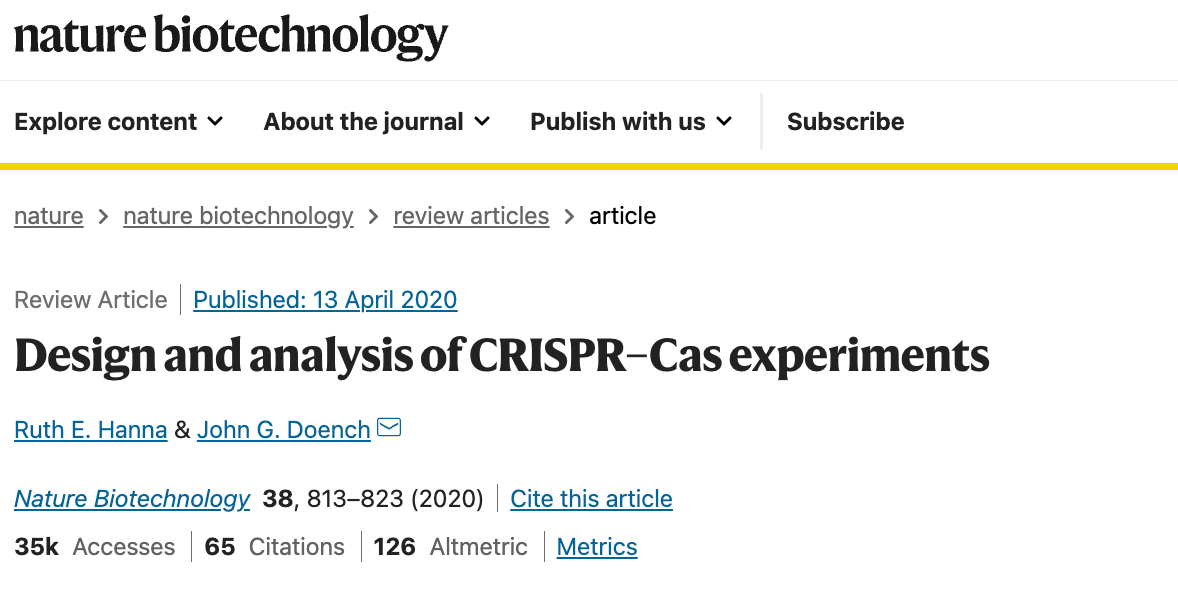 nature biotechnology
Explore content About the journal Publish with us Subscribe
nature > nature biotechnology > review articles > article
Review Article Published: 13 April 2020
Design and analysis of CRISPR–Cas experiments
Ruth E. Hanna & John G. Doench
Nature Biotechnology 38, 813–823 (2020) Cite this article
35k Accesses 65 Citations 126 Altmetric Metrics